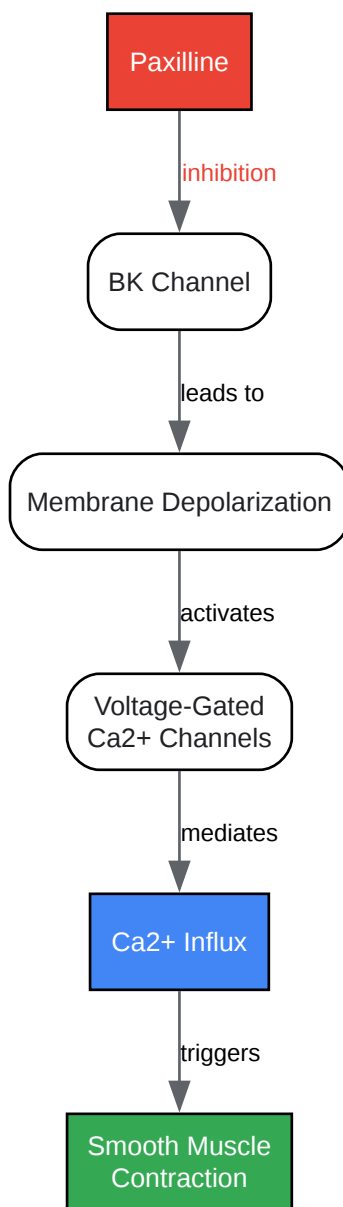 Paxilline
inhibition
BK Channel
leads to
Membrane Depolarization
activates
Voltage-Gated
Ca2+ Channels
mediates
Ca2+ Influx
triggers
Smooth Muscle
Contraction